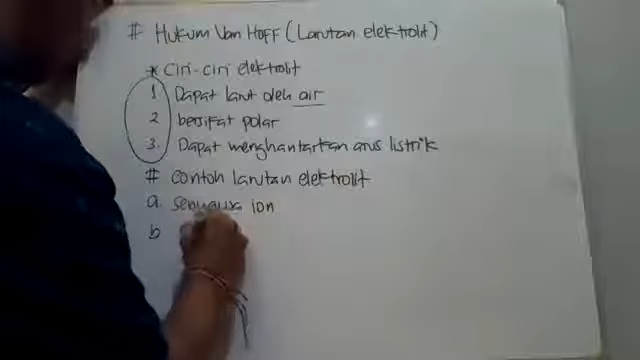 # Hukum Van Hoff (Larutan elektrolit)
* Ciri-ciri elektrolit
1 Dapat larut oleh air
2 bersifat polar
3. Dapat menghantarkan arus listrik
# Contoh larutan elektrolit
a ion
b